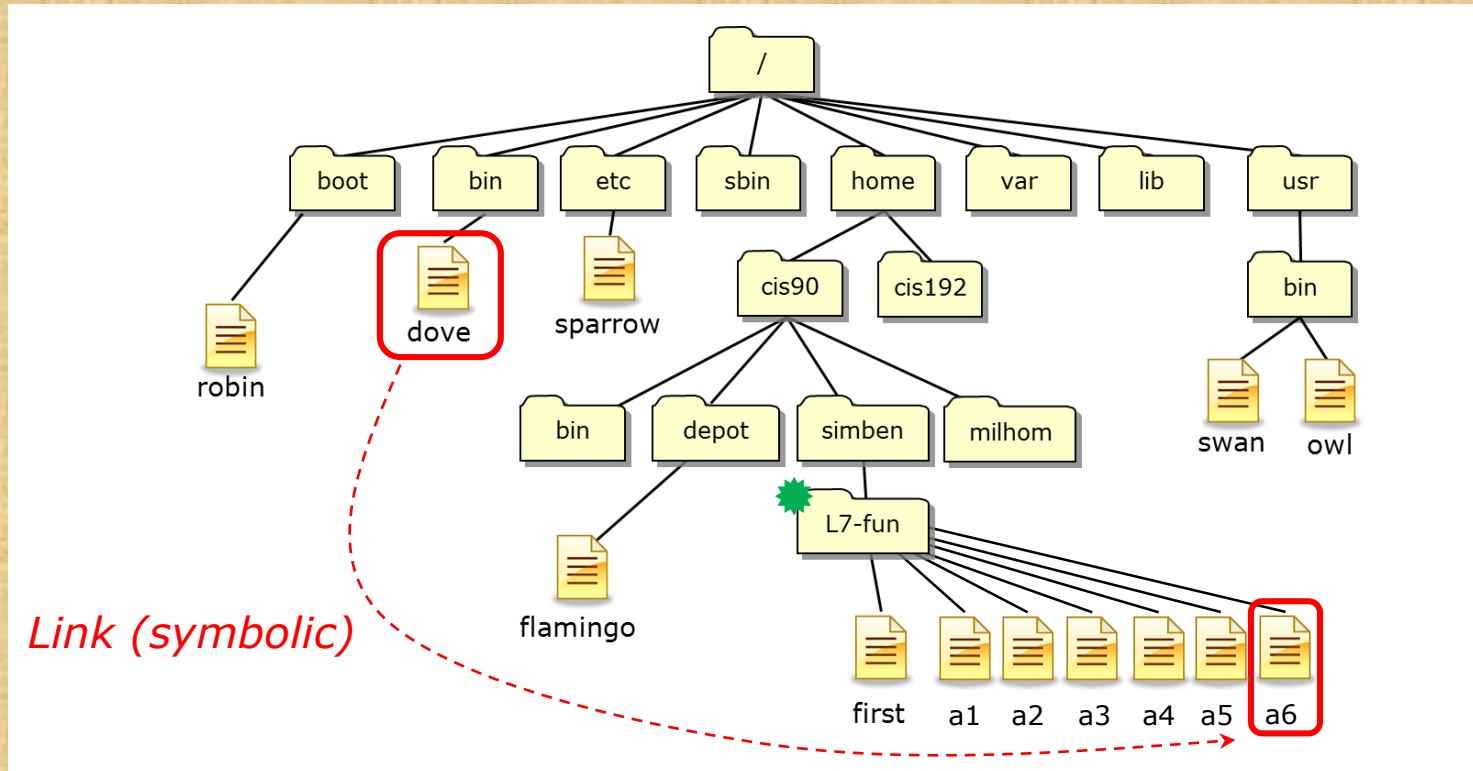 /
boot bin etc sbin home var lib usr
dove sparrow cis90 cis192 bin
robin
bin depot simben milhom swan owl
L7-fun
flamingo
Link (symbolic)
first a1 a2 a3 a4 a5 a6